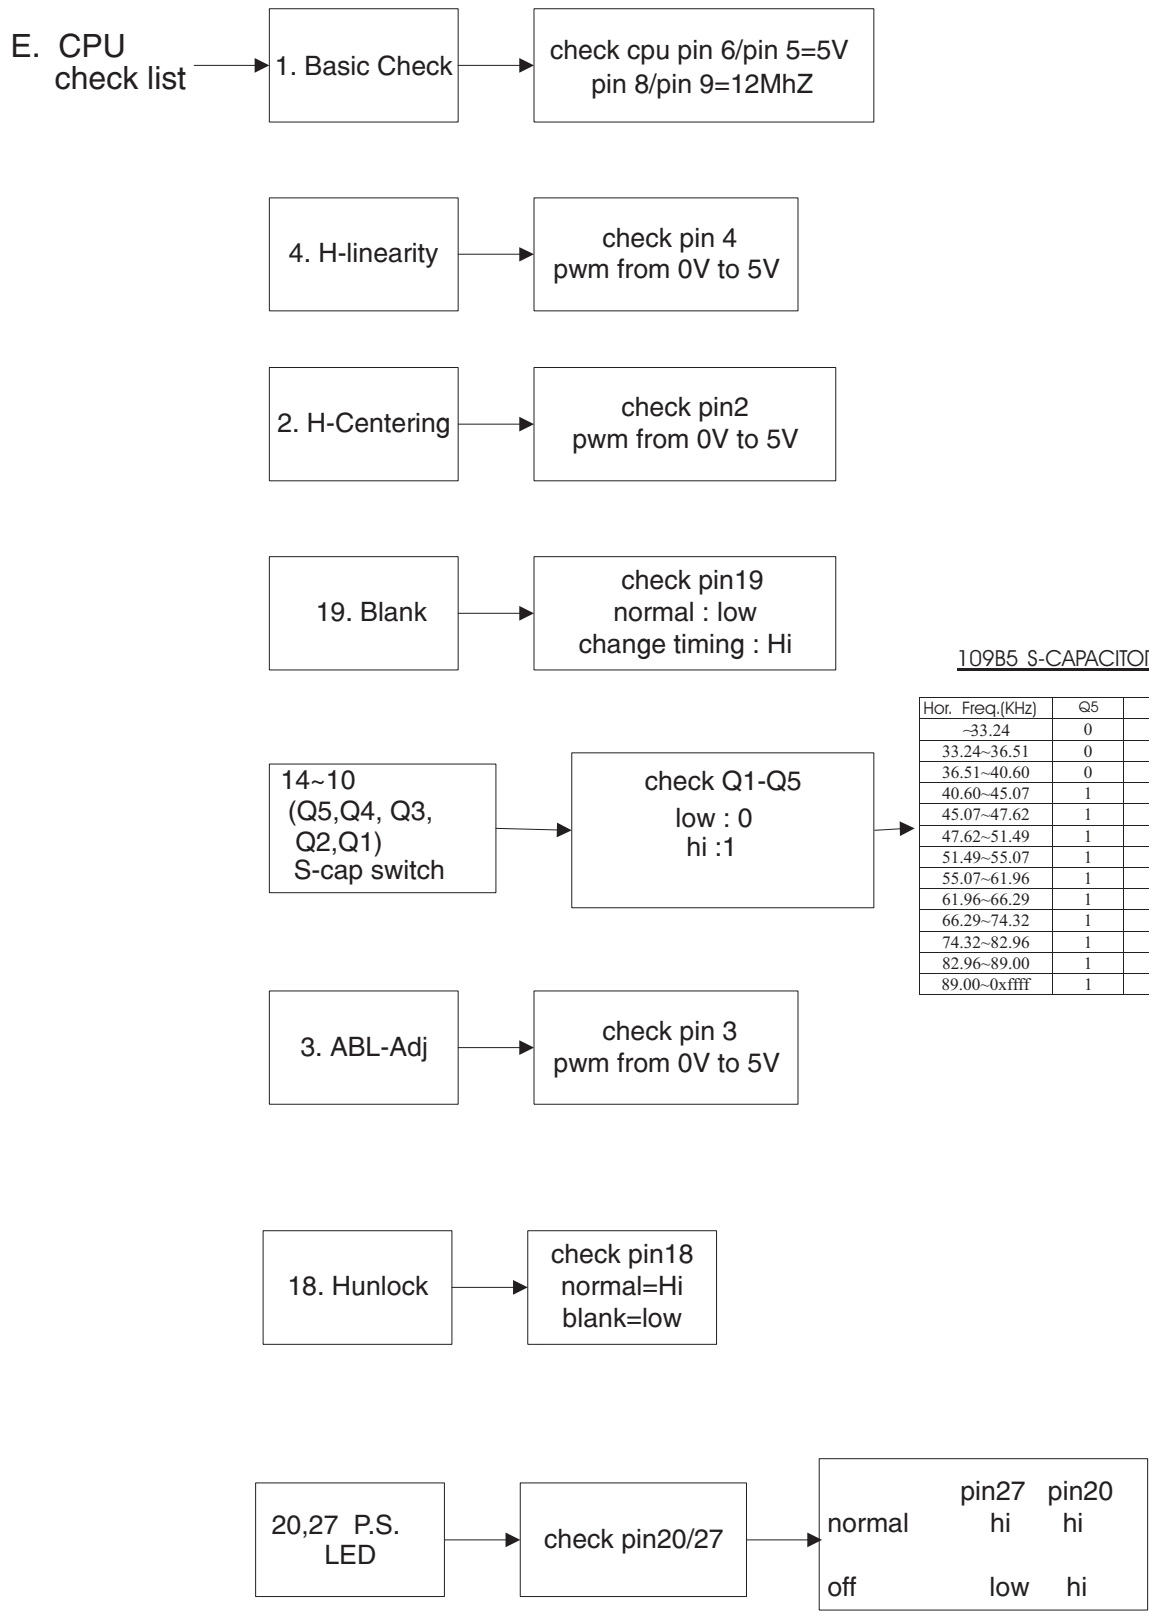 E. CPU
check list
1. Basic Check
check cpu pin 6/pin 5=5V
pin 8/pin 9=12MhZ
4. H-linearity
check pin 4
pwm from 0V to 5V
2. H-Centering
check pin2
pwm from 0V to 5V
19. Blank
check pin19
normal : low
change timing : Hi
14~10
(Q5,Q4, Q3,
Q2,Q1)
S-cap switch
check Q1-Q5
low : 0
hi :1
109B5 S-CAPACITOR
Hor. Freq.(KHz) Q5
~33.24 0
33.24~36.51 0
36.51~40.60 0
40.60~45.07 1
45.07~47.62 1
47.62~51.49 1
51.49~55.07 1
55.07~61.96 1
61.96~66.29 1
66.29~74.32 1
74.32~82.96 1
82.96~89.00 1
89.00~0xffff 1
3. ABL-Adj
check pin 3
pwm from 0V to 5V
18. Hunlock
check pin18
normal=Hi
blank=low
20,27 P.S.
LED
check pin20/27
pin27 pin20
normal hi hi
off low hi